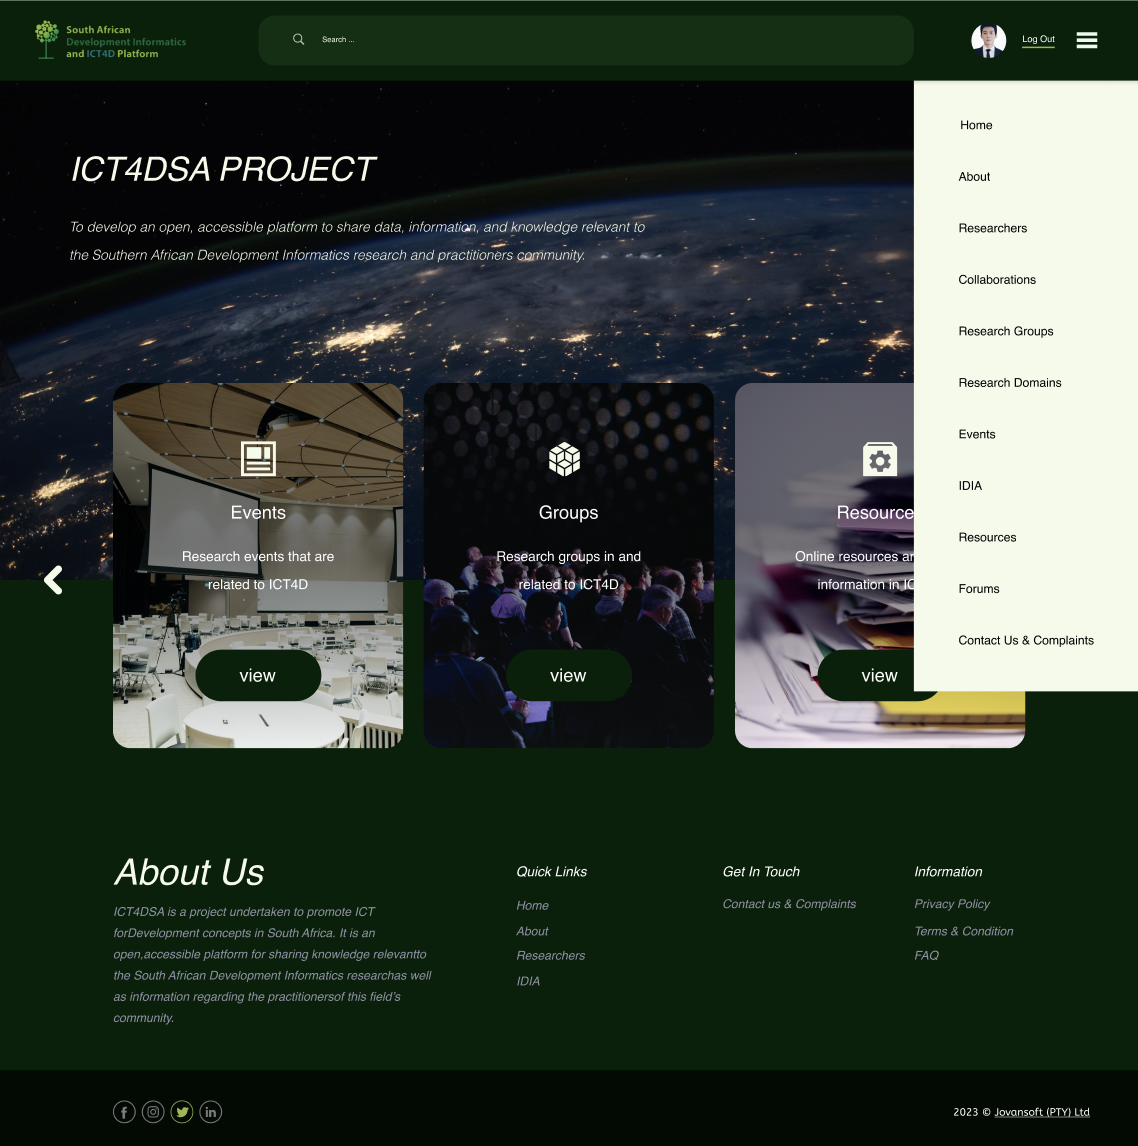 South African
Development Informatics
and ICT4D Platform
Search ...
Log Out
Home
About
Researchers
Collaborations
Research Groups
Research Domains
Events
IDIA
Resources
Forums
Contact Us & Complaints
ICT4DSA PROJECT
To develop an open, accessible platform to share data, information, and knowledge relevant to
the Southern African Development Informatics research and practitioners community.
Events
Research events that are
related to ICT4D
view
Groups
Research groups in and
related to ICT4D
view
Resource
Online resources
information in
view
About Us
ICT4DSA is a project undertaken to promote ICT
forDevelopment concepts in South Africa. It is an
open,accessible platform for sharing knowledge relevantto
the South African Development Informatics researchas well
as information regarding the practitionersof this field's
community.
Quick Links
Home
About
Researchers
IDIA
Get In Touch
Contact us & Complaints
Information
Privacy Policy
Terms & Condition
FAQ
2023 © Jovansoft (PTY) Ltd